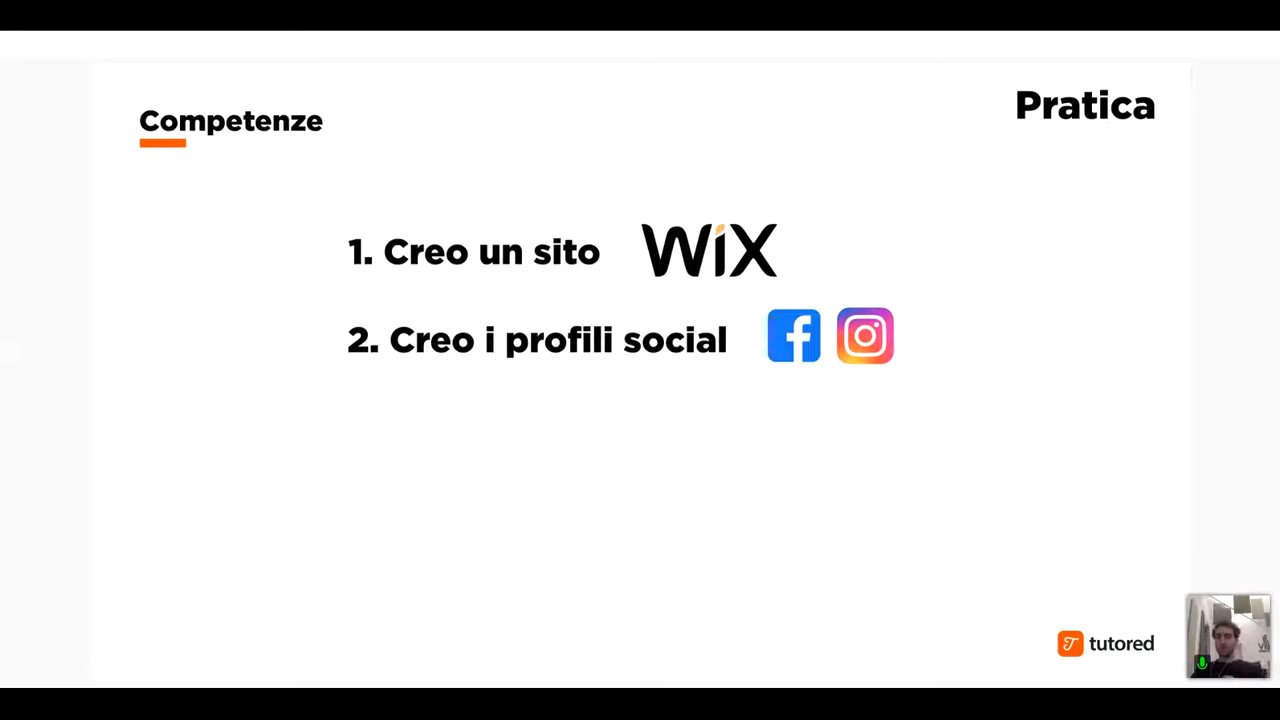 Competenze
Pratica
1. Creo un sito WiX
2. Creo i profili social
tutored